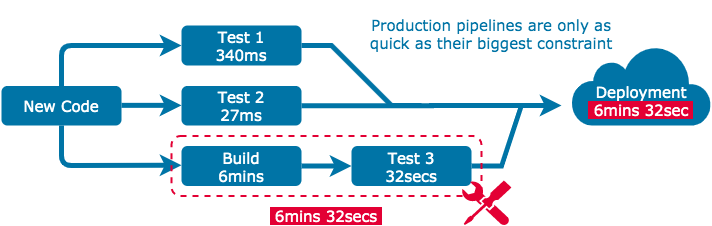 Production pipelines are only as
quick as their biggest constraint
Test 1
340ms
New Code
Test 2
27ms
Deployment
6mins 32sec
Build
6mins
Test 3
32secs
6mins 32secs